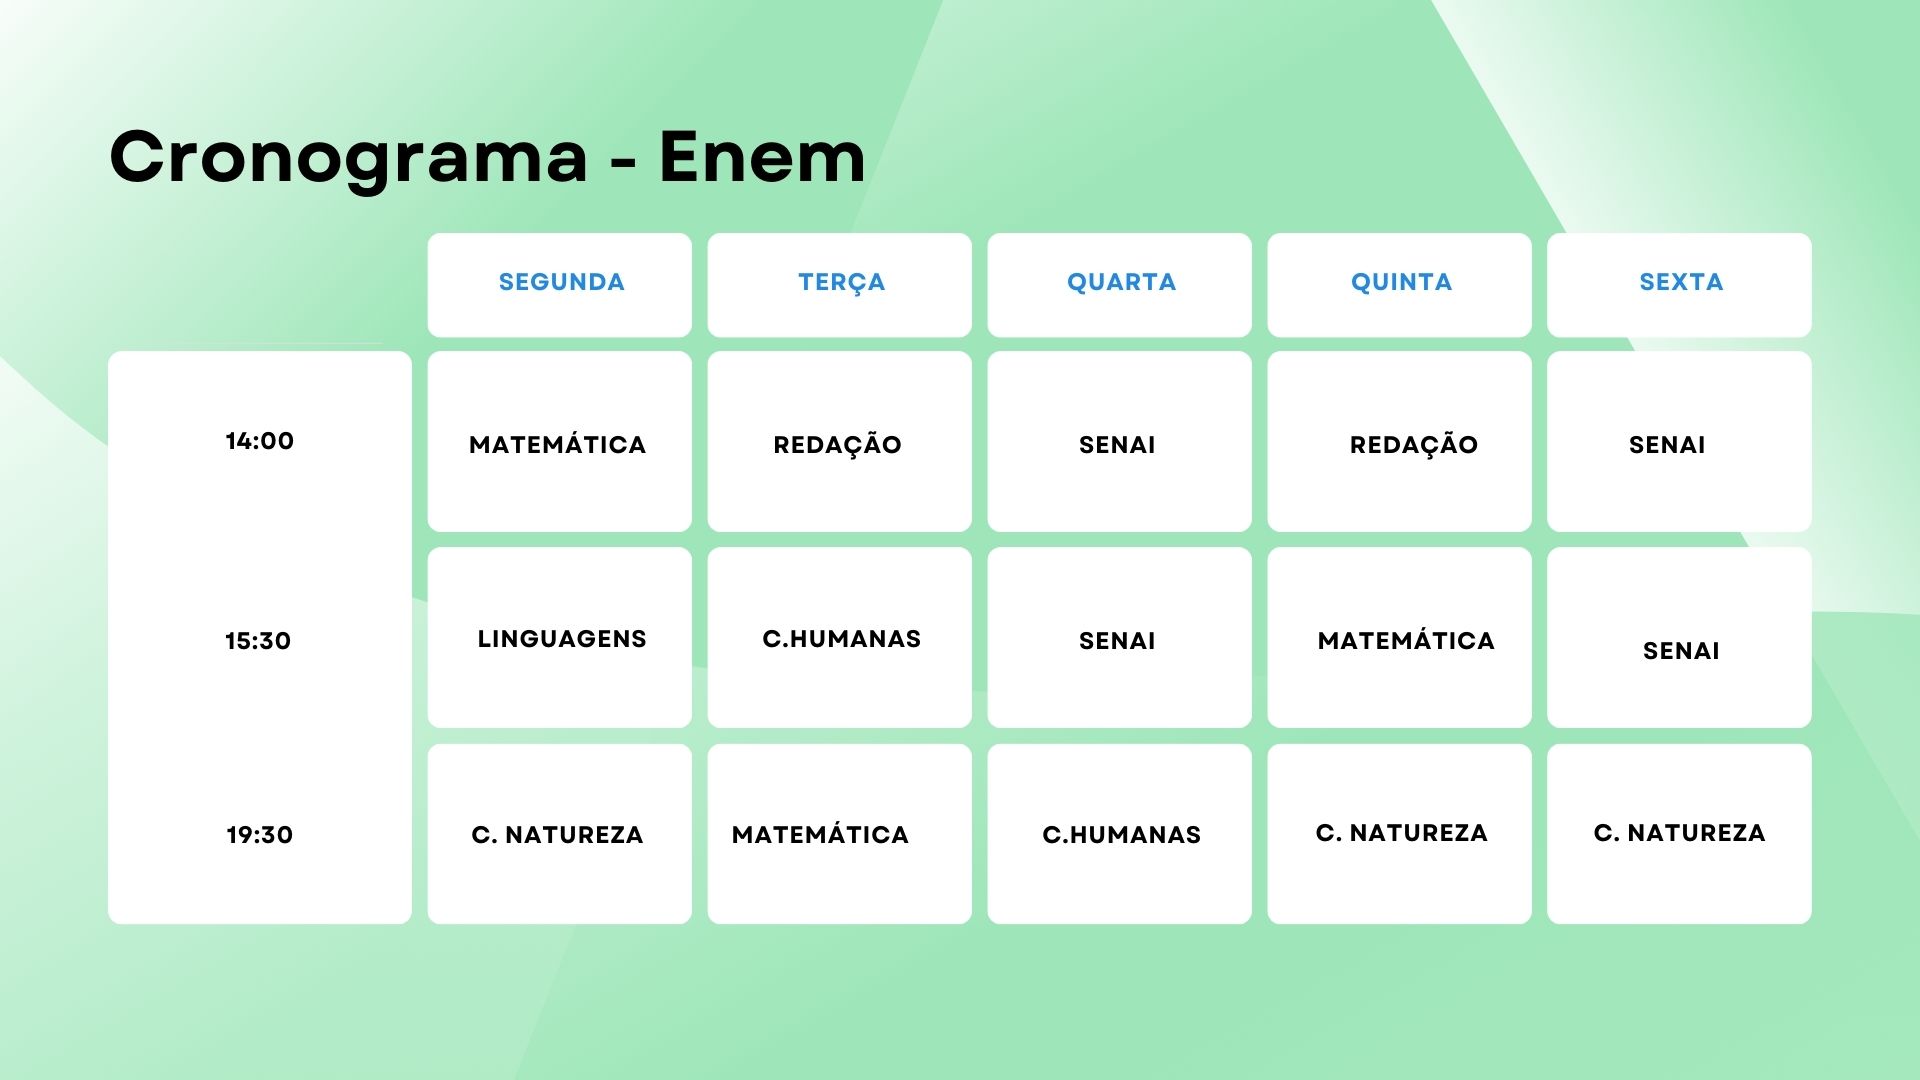 Cronograma - Enem
SEGUNDA TERÇA QUARTA QUINTA SEXTA
14:00 MATEMÁTICA REDAÇÃO SENAI REDAÇÃO SENAI
15:30 LINGUAGENS C.HUMANAS SENAI MATEMÁTICA SENAI
19:30 C. NATUREZA MATEMÁTICA C.HUMANAS C. NATUREZA C. NATUREZA